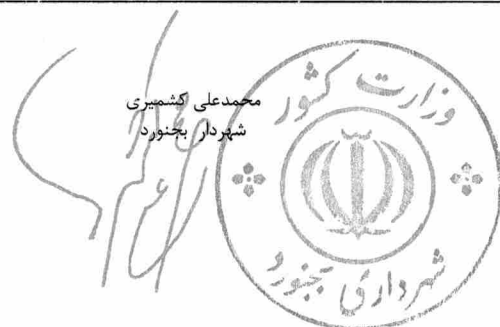 محمدعلی کشمیری
شهردار بجنورد
وزارت کشور
شهرداری بجنورد